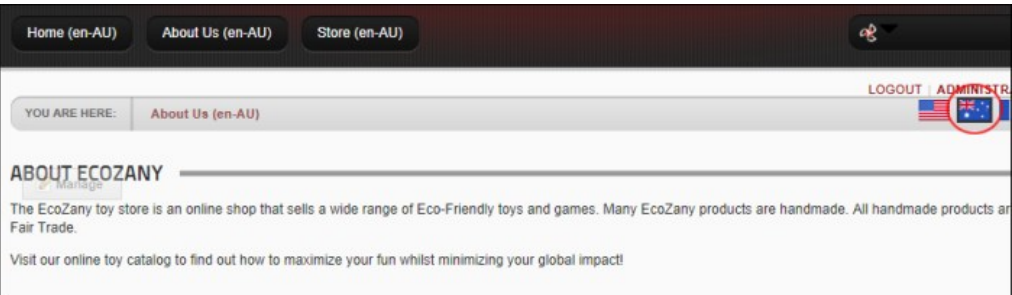 Home (en-AU) About Us (en-AU) Store (en-AU)
LOGOUT | ADMINISTRA
YOU ARE HERE: About Us (en-AU)
ABOUT ECOZANY
Manage
The EcoZany toy store is an online shop that sells a wide range of Eco-Friendly toys and games. Many EcoZany products are handmade. All handmade products ar
Fair Trade.
Visit our online toy catalog to find out how to maximize your fun whilst minimizing your global impact!